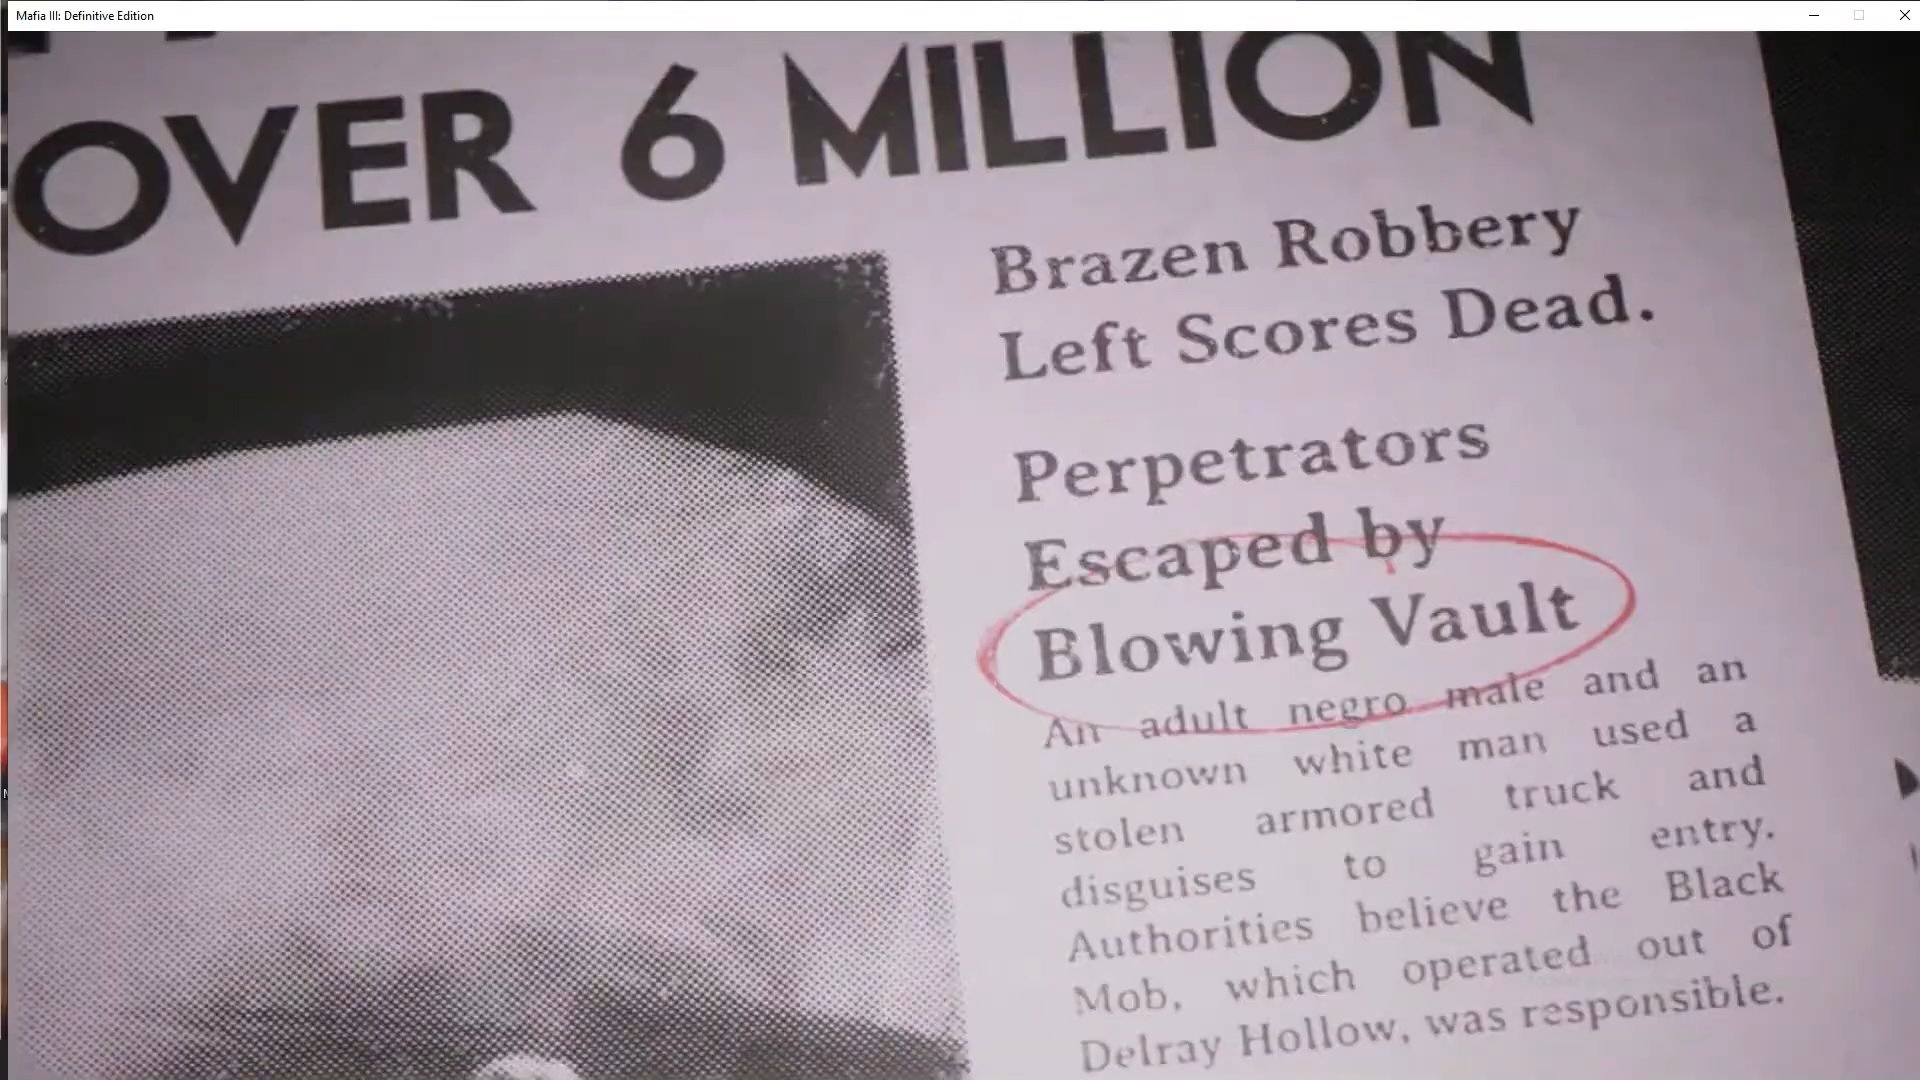 Mafia III: Definitive Edition
OVER 6 MILLION
Brazen Robbery
Left Scores Dead.
Perpetrators
Escaped by
Blowing Vault
An adult negro male and an
unknown white man used a
stolen armored truck and
disguises to gain entry.
Authorities believe the Black
Mob, which operated out of
Delray Hollow, was responsible.